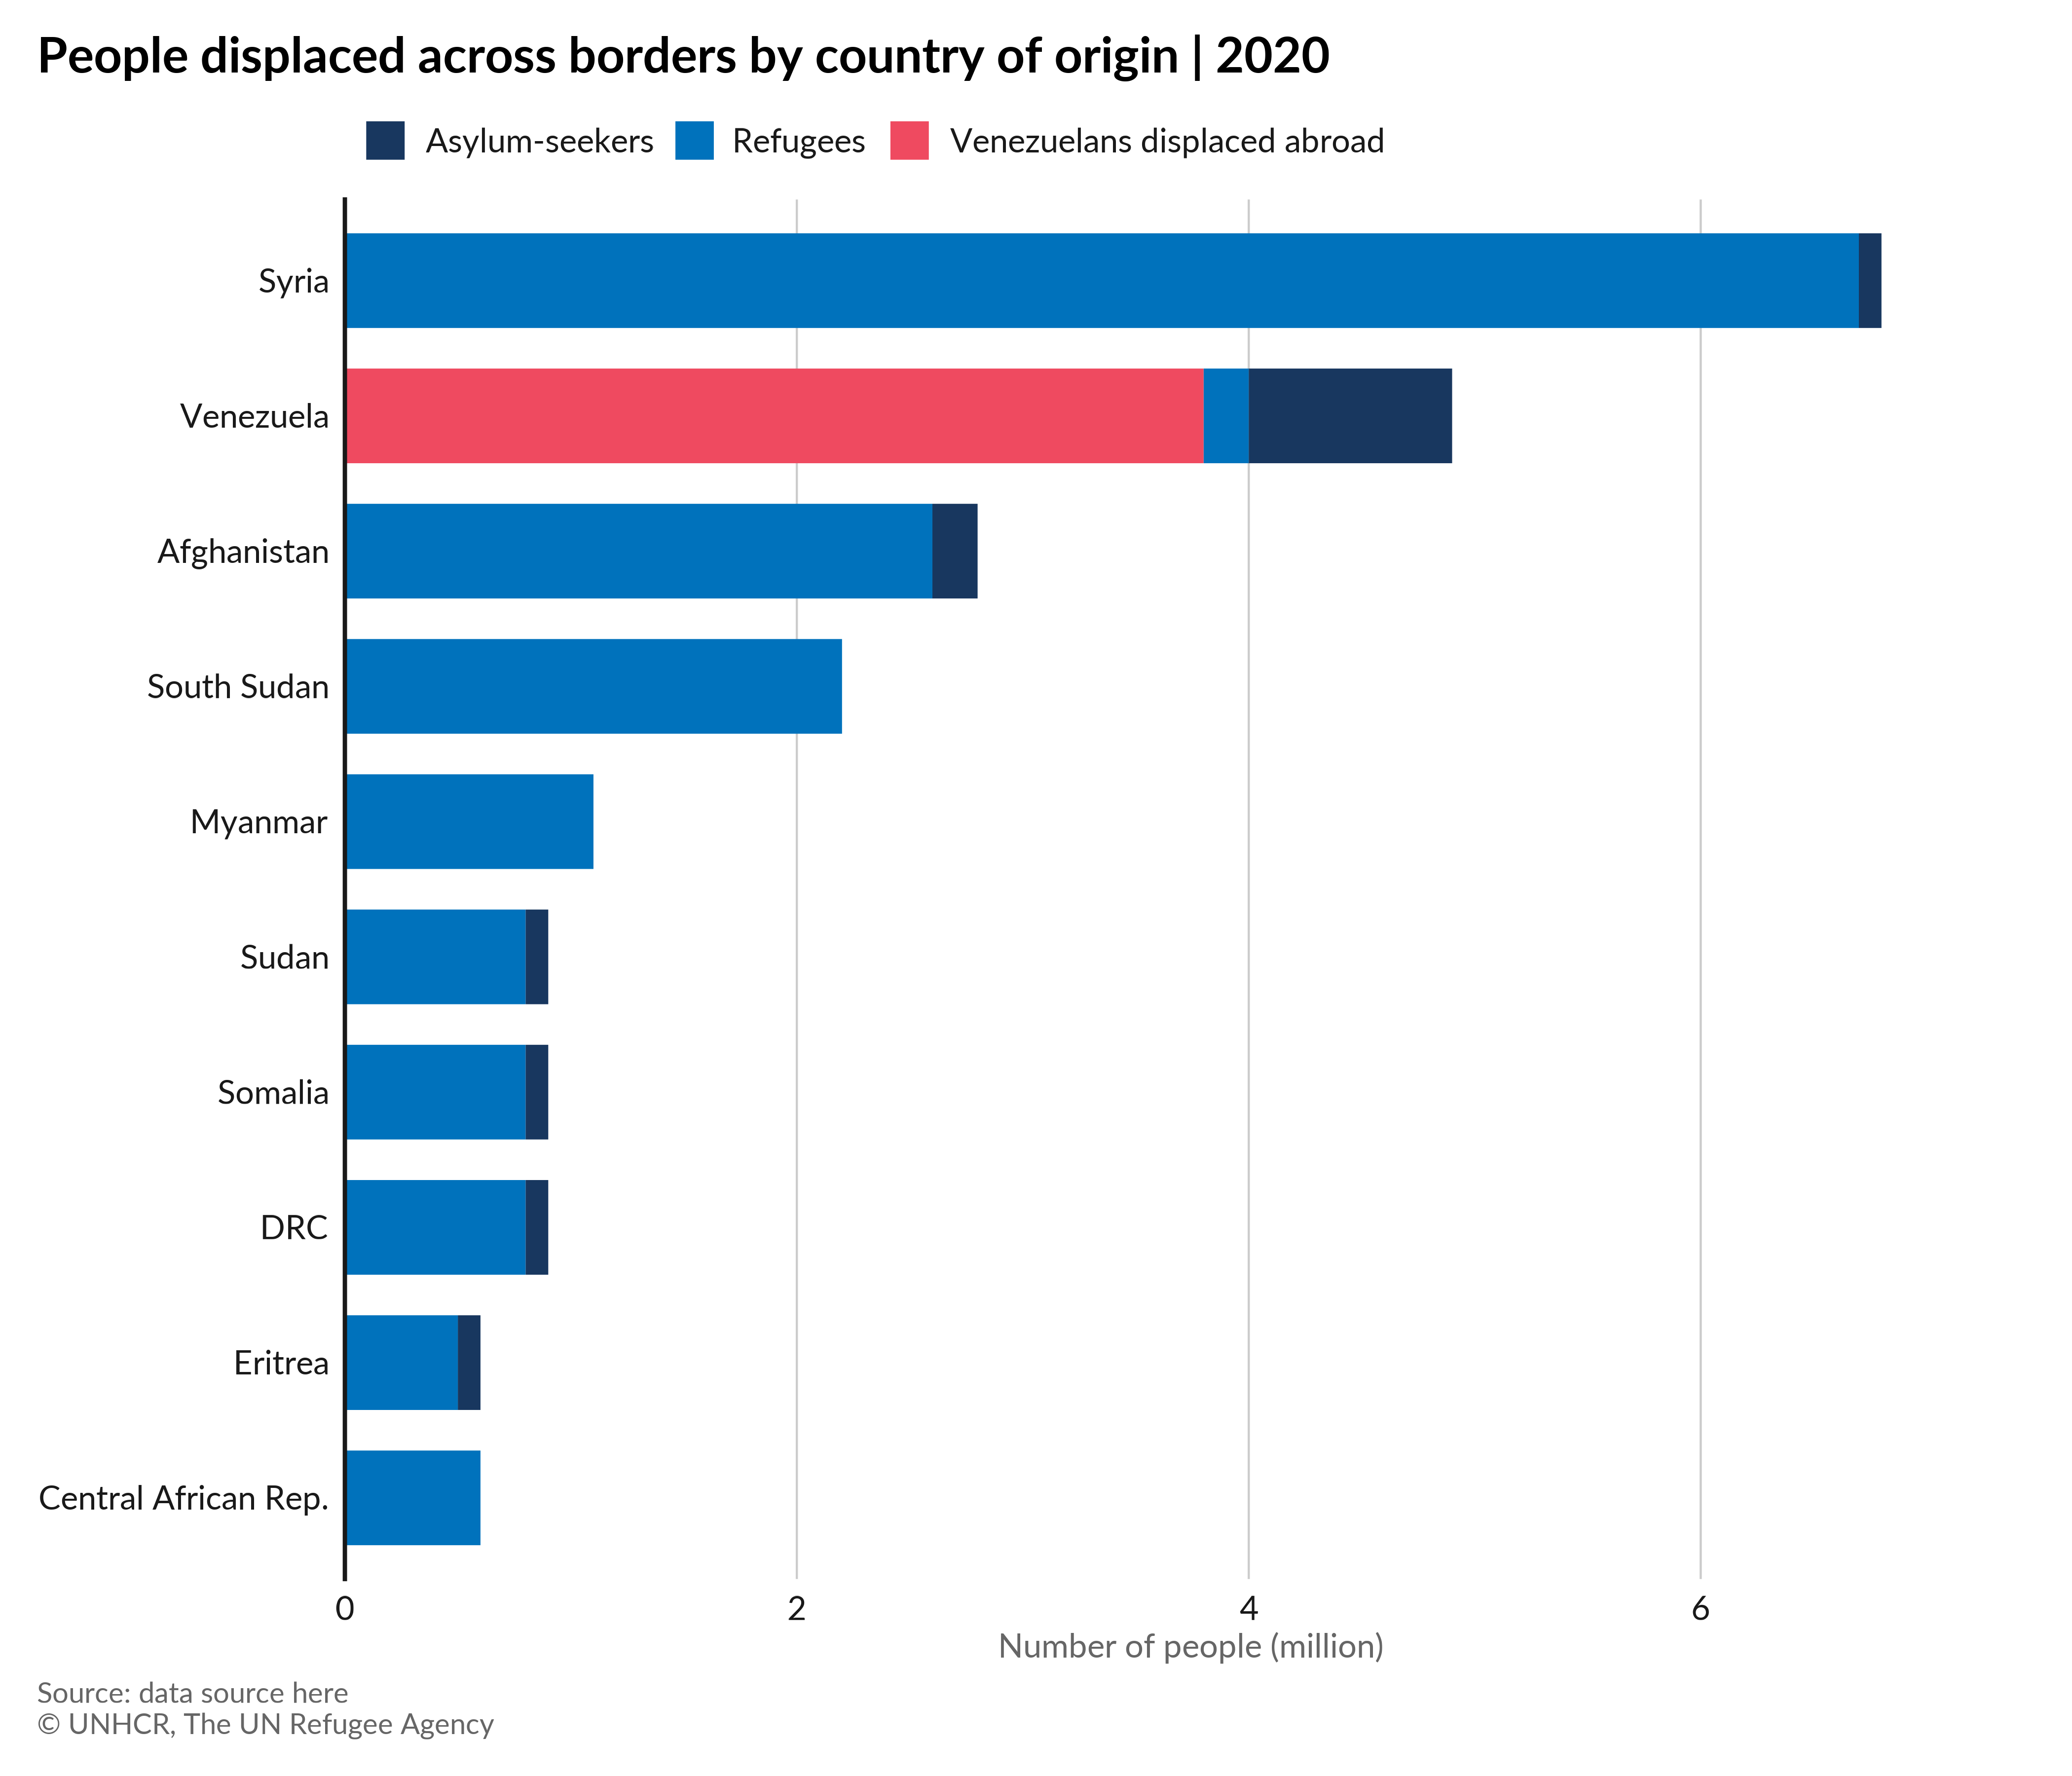 People displaced across borders by country of origin | 2020
Asylum-seekers Refugees Venezuelans displaced abroad
Syria
Venezuela
Afghanistan
South Sudan
Myanmar
Sudan
Somalia
DRC
Eritrea
Central African Rep.
0 2 4 6
Number of people (million)
Source: data source here
© UNHCR, The UN Refugee Agency